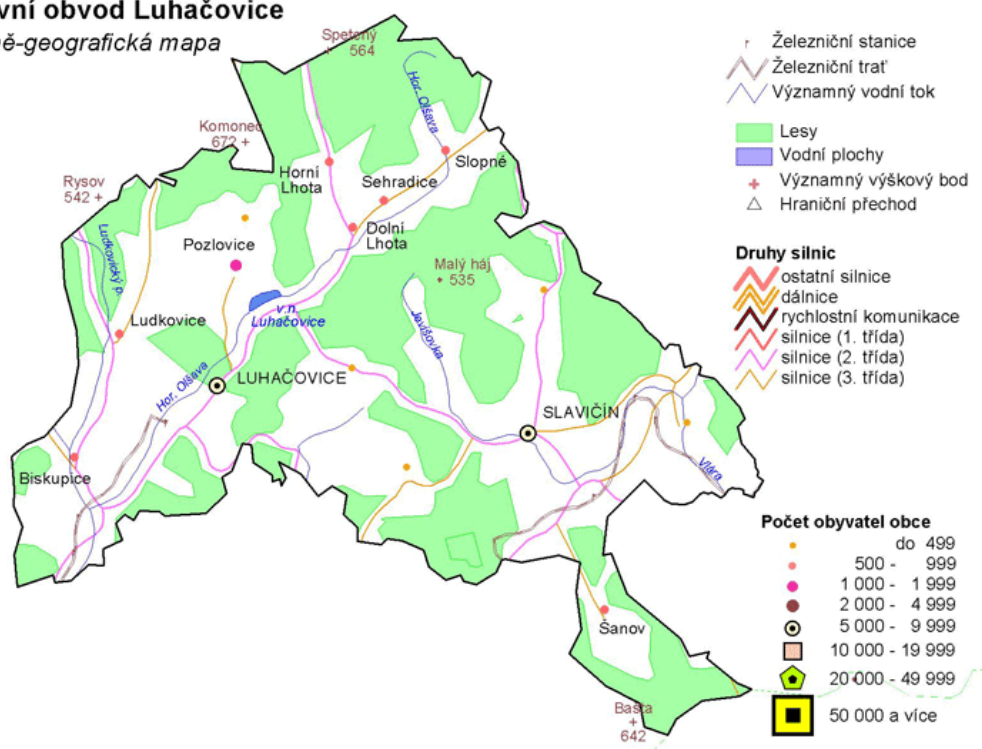 vní obvod Luhačovice
ě-geografická mapa
Spetený
564
Hor. Olšava
Komonec
672 +
Horní
Lhota
Slopné
Sehradice
Rysov
542 +
Dolní
Lhota
Pozlovice
Ludkovický p.
Malý háj
535
v.n.
Luhačovice
Ludkovice
Jevišovka
Hor. Olšava
LUHAČOVICE
SLAVIČÍN
Biskupice
Vlára
Šanov
Bašta
+
642
Železniční stanice
Železniční trať
Významný vodní tok
Lesy
Vodní plochy
Významný výškový bod
Hraniční přechod
Druhy silnic
ostatní silnice
dálnice
rychlostní komunikace
silnice (1. třída)
silnice (2. třída)
silnice (3. třída)
Počet obyvatel obce
do 499
500 - 999
1 000 - 1 999
2 000 - 4 999
5 000 - 9 999
10 000 - 19 999
20 000 - 49 999
50 000 a více